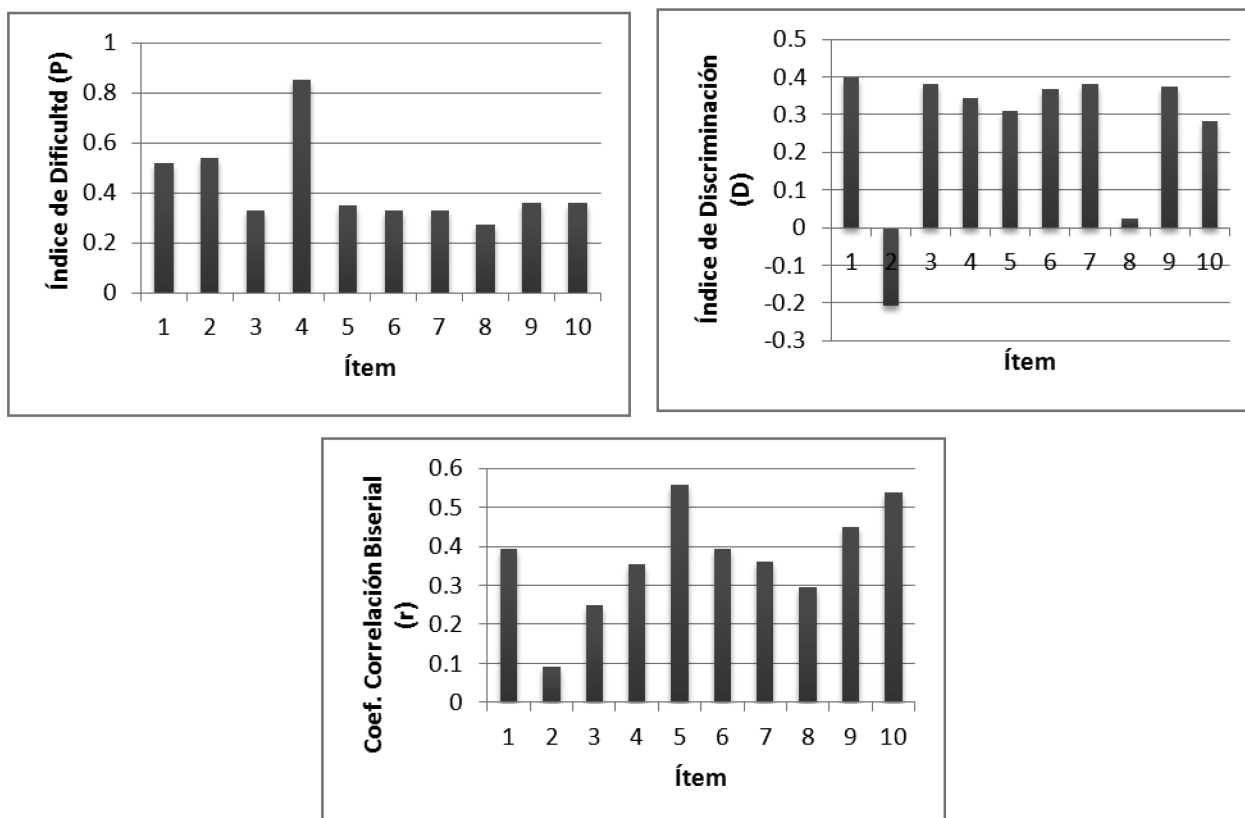 Índice de Dificultd (P)
1
0.8
0.6
0.4
0.2
0
1 2 3 4 5 6 7 8 9 10
Ítem
Índice de Discriminación
(D)
0.5
0.4
0.3
0.2
0.1
0
-0.1
-0.2
-0.3
1 2 3 4 5 6 7 8 9 10
Ítem
Coef. Correlación Biserial
(r)
0.6
0.5
0.4
0.3
0.2
0.1
0
1 2 3 4 5 6 7 8 9 10
Ítem